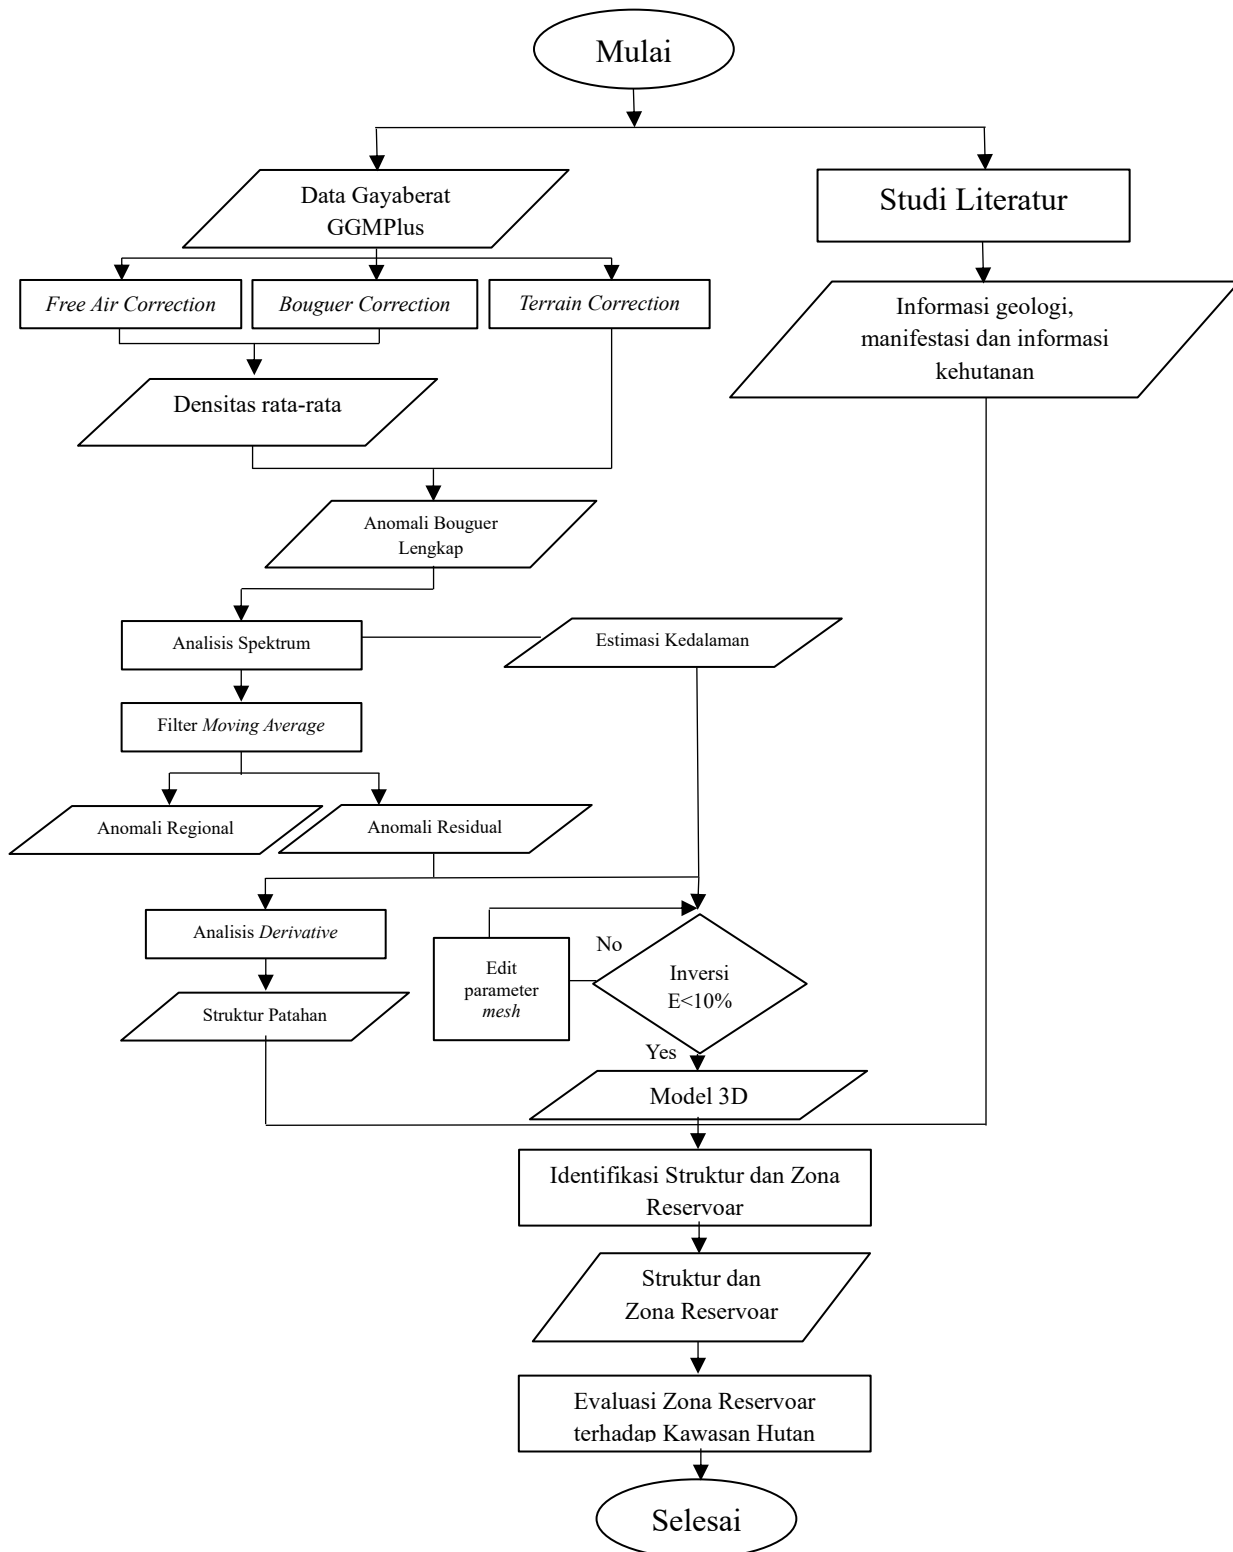 Mulai
Data Gayaberat
GGMPlus
Studi Literatur
Free Air Correction
Bouguer Correction
Terrain Correction
Informasi geologi,
manifestasi dan informasi
kehutanan
Densitas rata-rata
Anomali Bouguer
Lengkap
Analisis Spektrum
Estimasi Kedalaman
Filter Moving Average
Anomali Regional
Anomali Residual
Analisis Derivative
No
Edit
parameter
mesh
Inversi
E<10%
Struktur Patahan
Yes
Model 3D
Identifikasi Struktur dan Zona
Reservoar
Struktur dan
Zona Reservoar
Evaluasi Zona Reservoar
terhadap Kawasan Hutan
Selesai